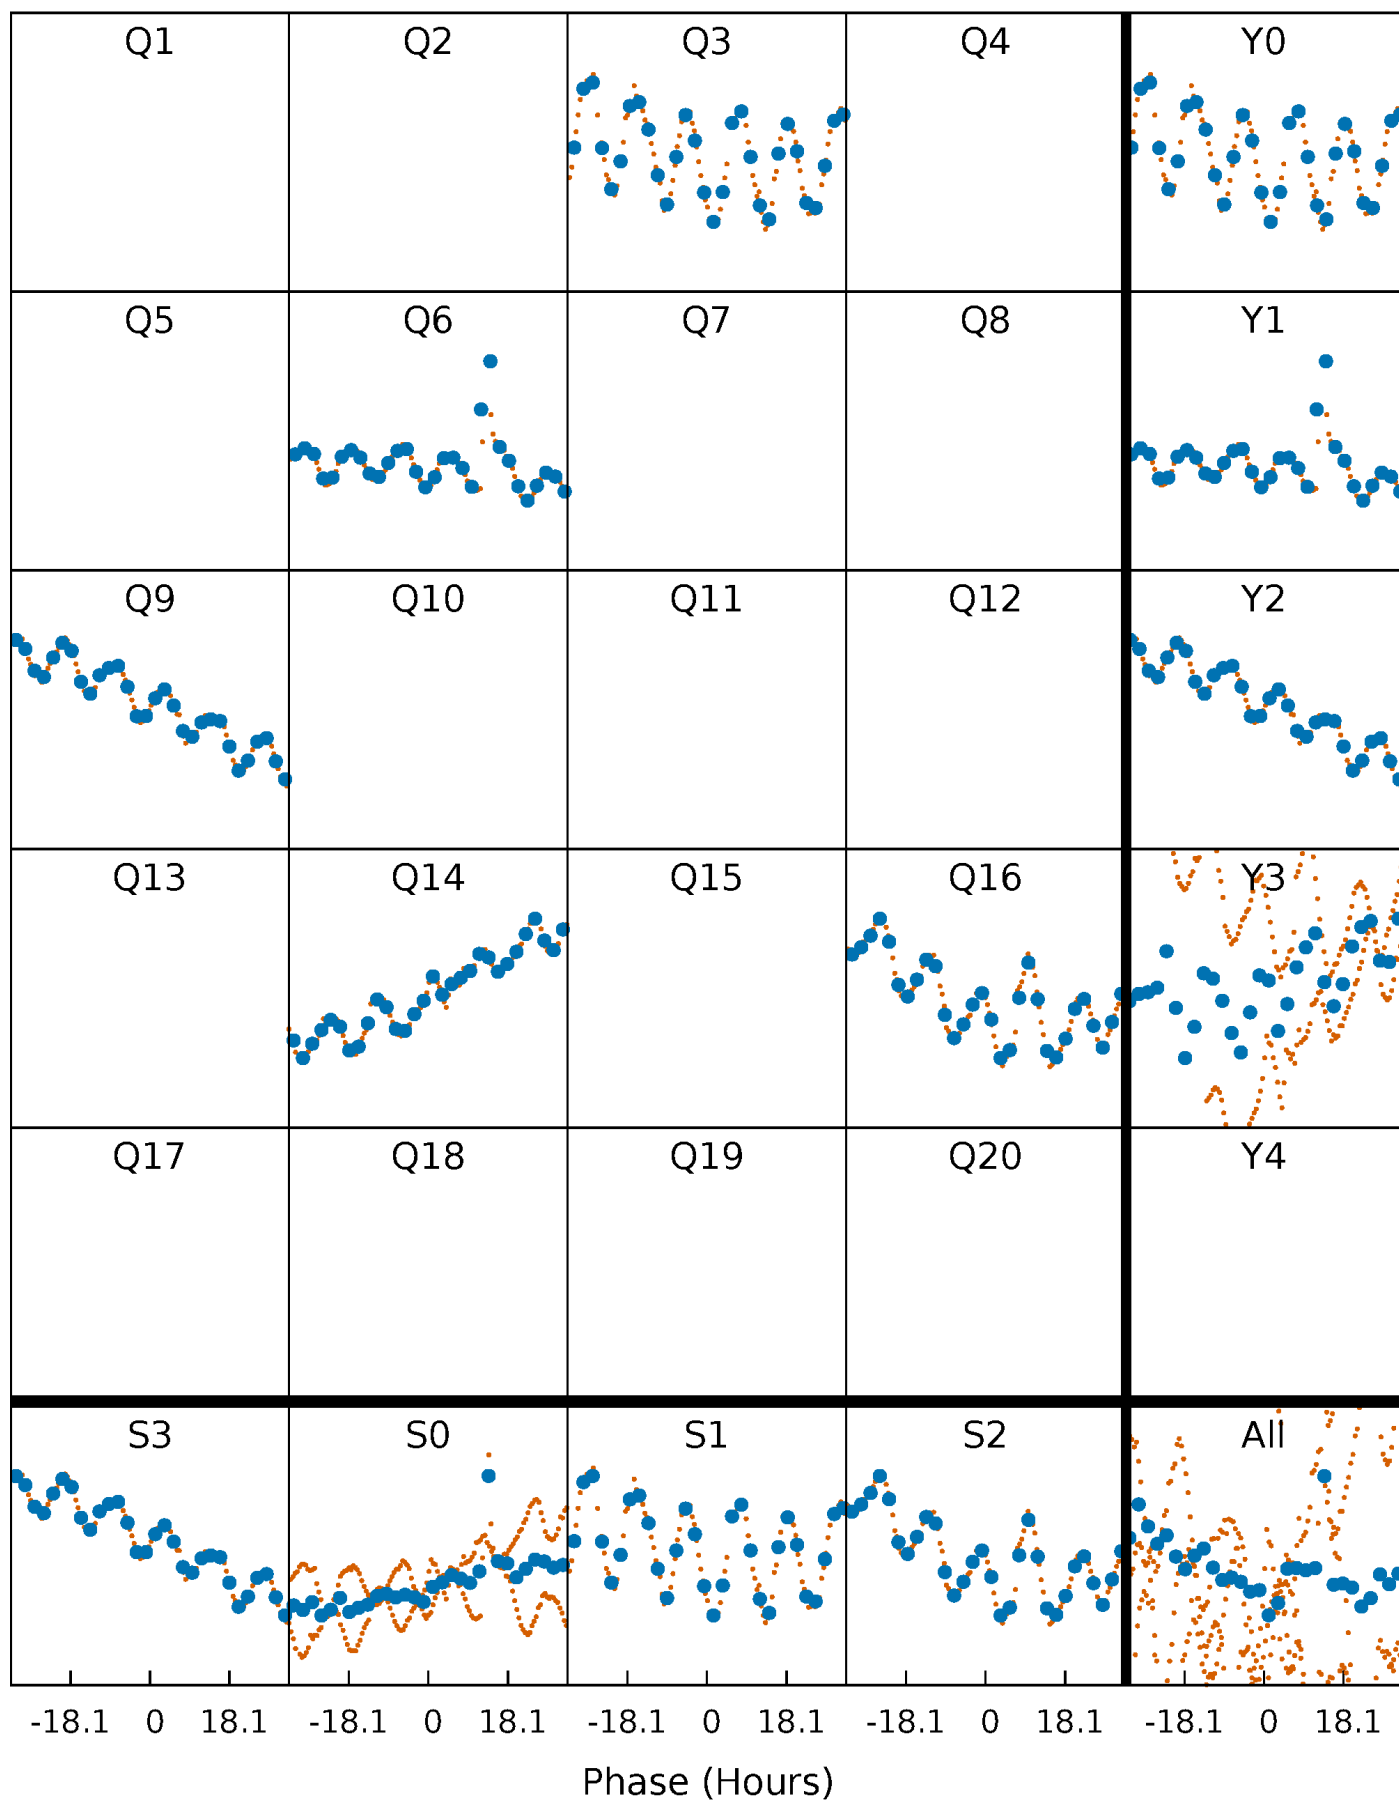 Q1 Q2 Q3 Q4 Y0
Q5 Q6 Q7 Q8 Y1
Q9 Q10 Q11 Q12 Y2
Q13 Q14 Q15 Q16 Y3
Q17 Q18 Q19 Q20 Y4
S3 S0 S1 S2 All
-18.1 0 18.1 -18.1 0 18.1 -18.1 0 18.1 -18.1 0 18.1 -18.1 0 18.1
Phase (Hours)